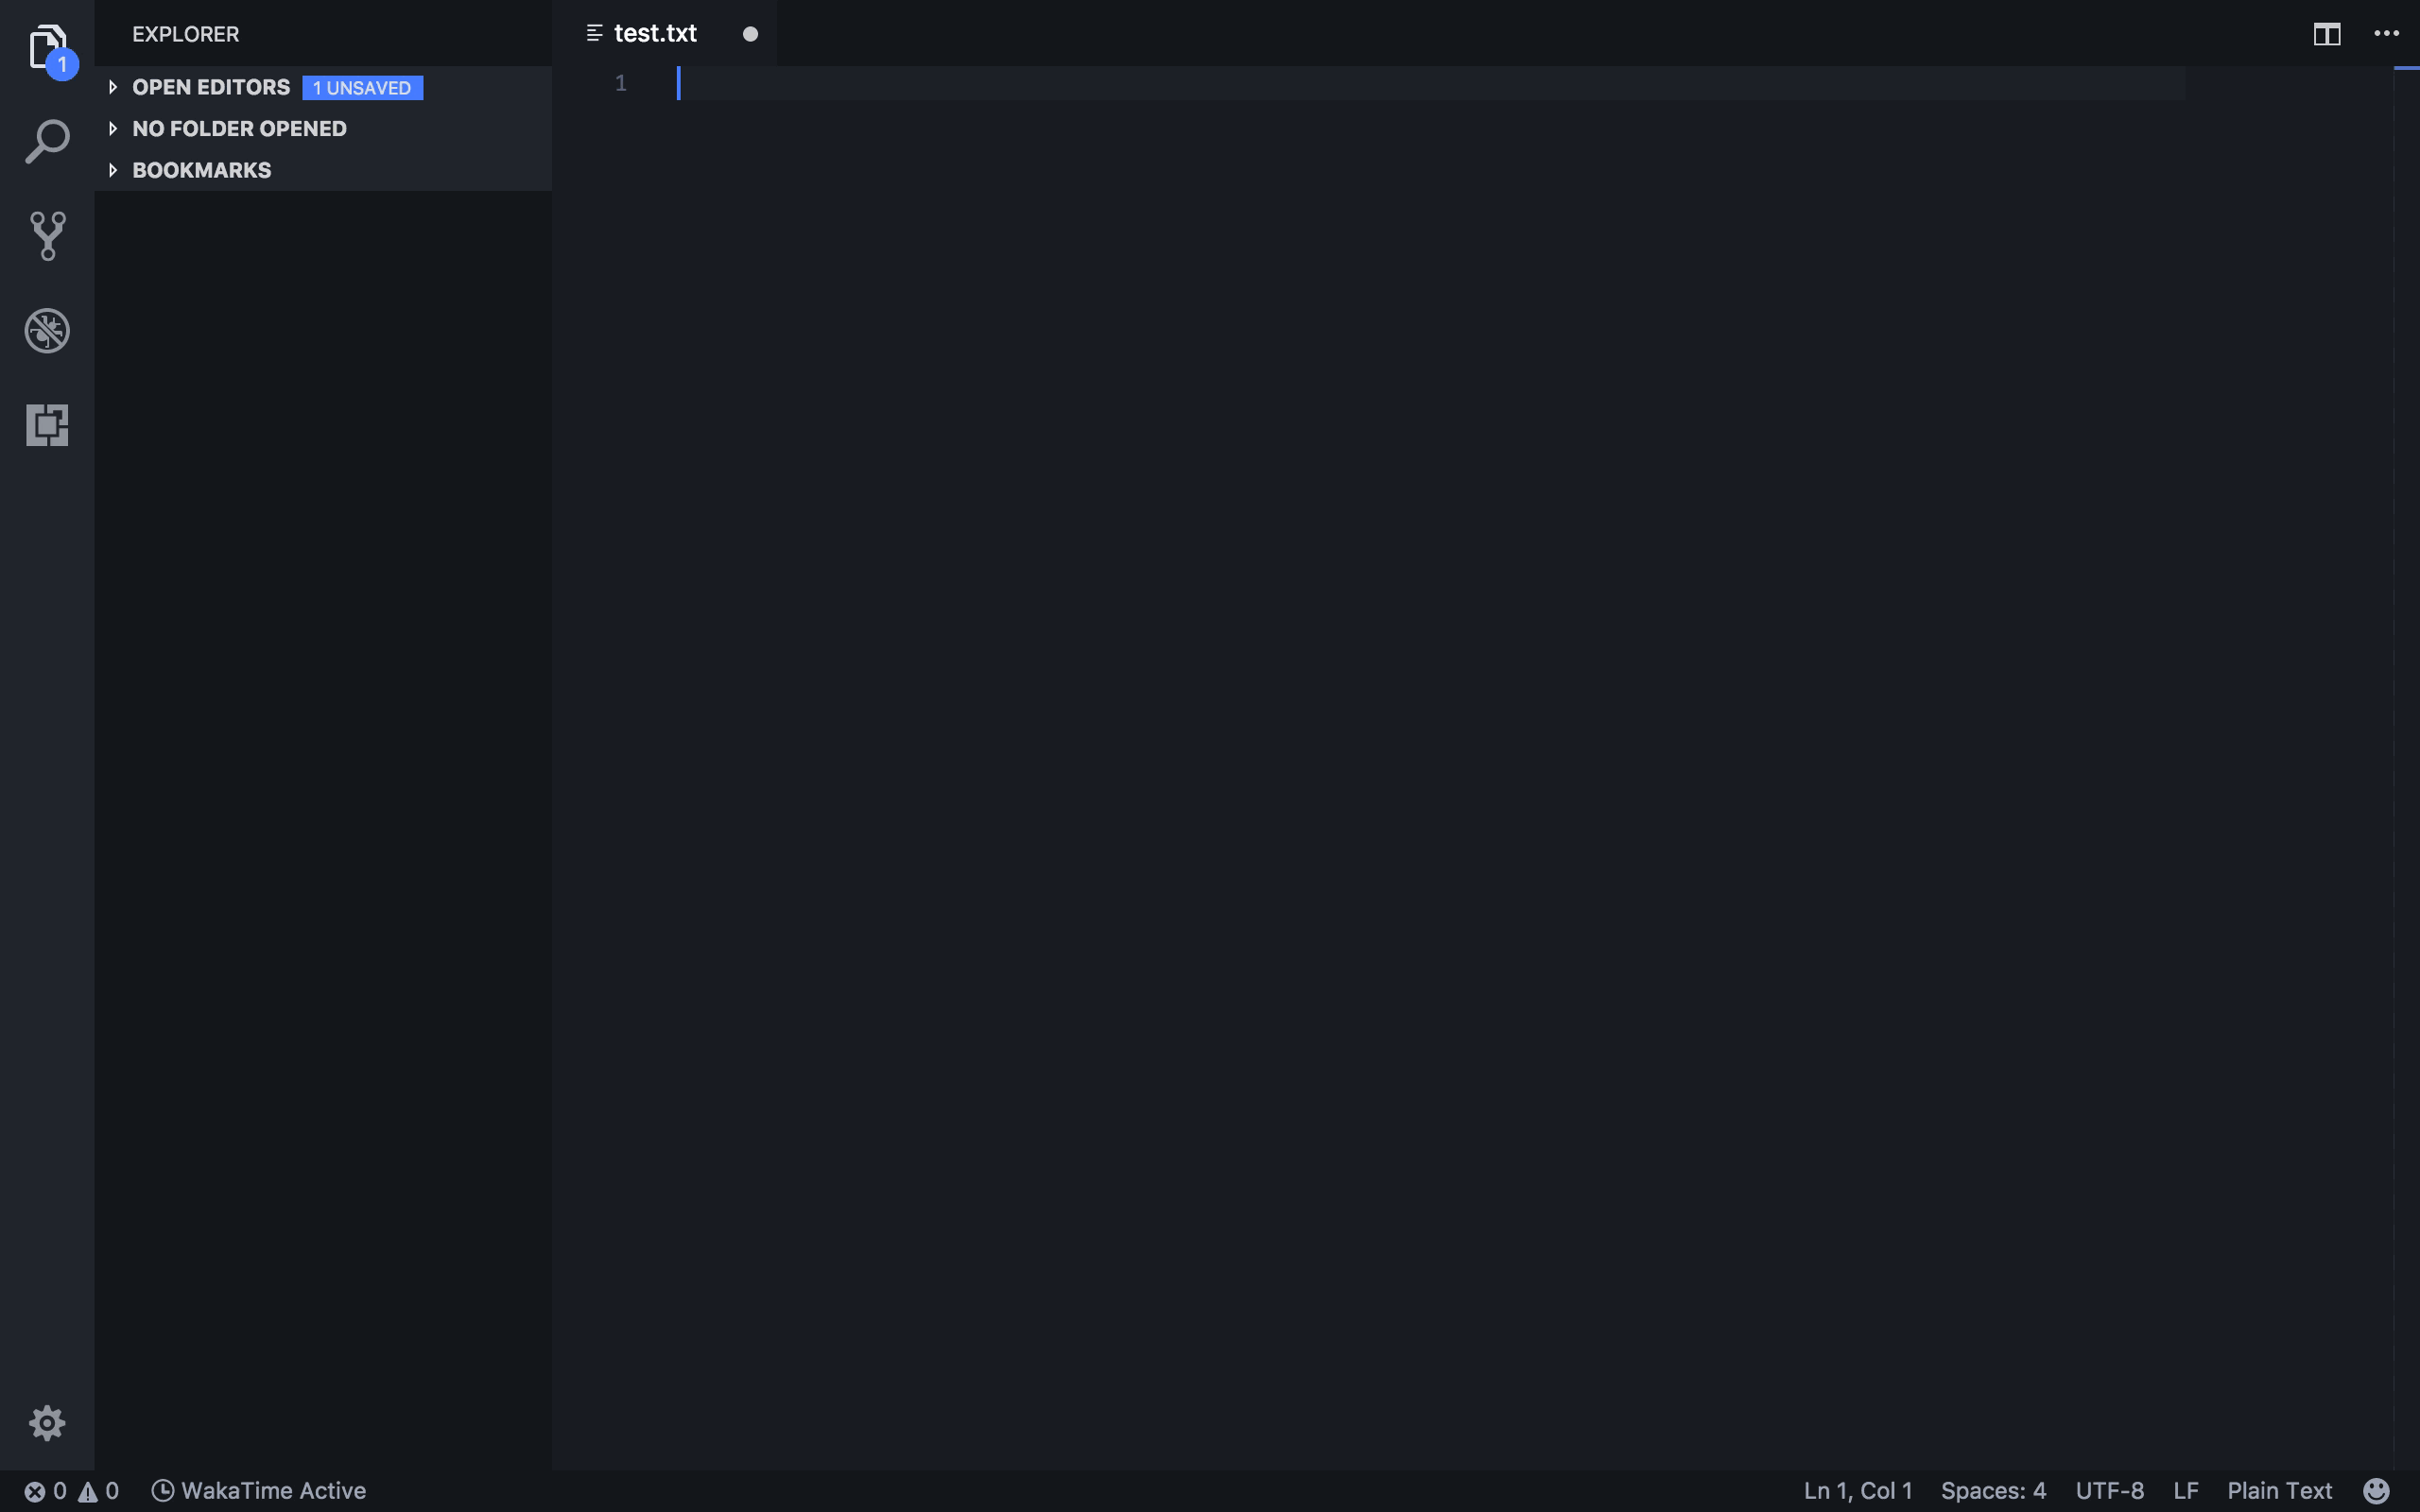 EXPLORER
1
OPEN EDITORS 1 UNSAVED
NO FOLDER OPENED
BOOKMARKS
test.txt
1
0 0 WakaTime Active
Ln 1, Col 1 Spaces: 4 UTF-8 LF Plain Text